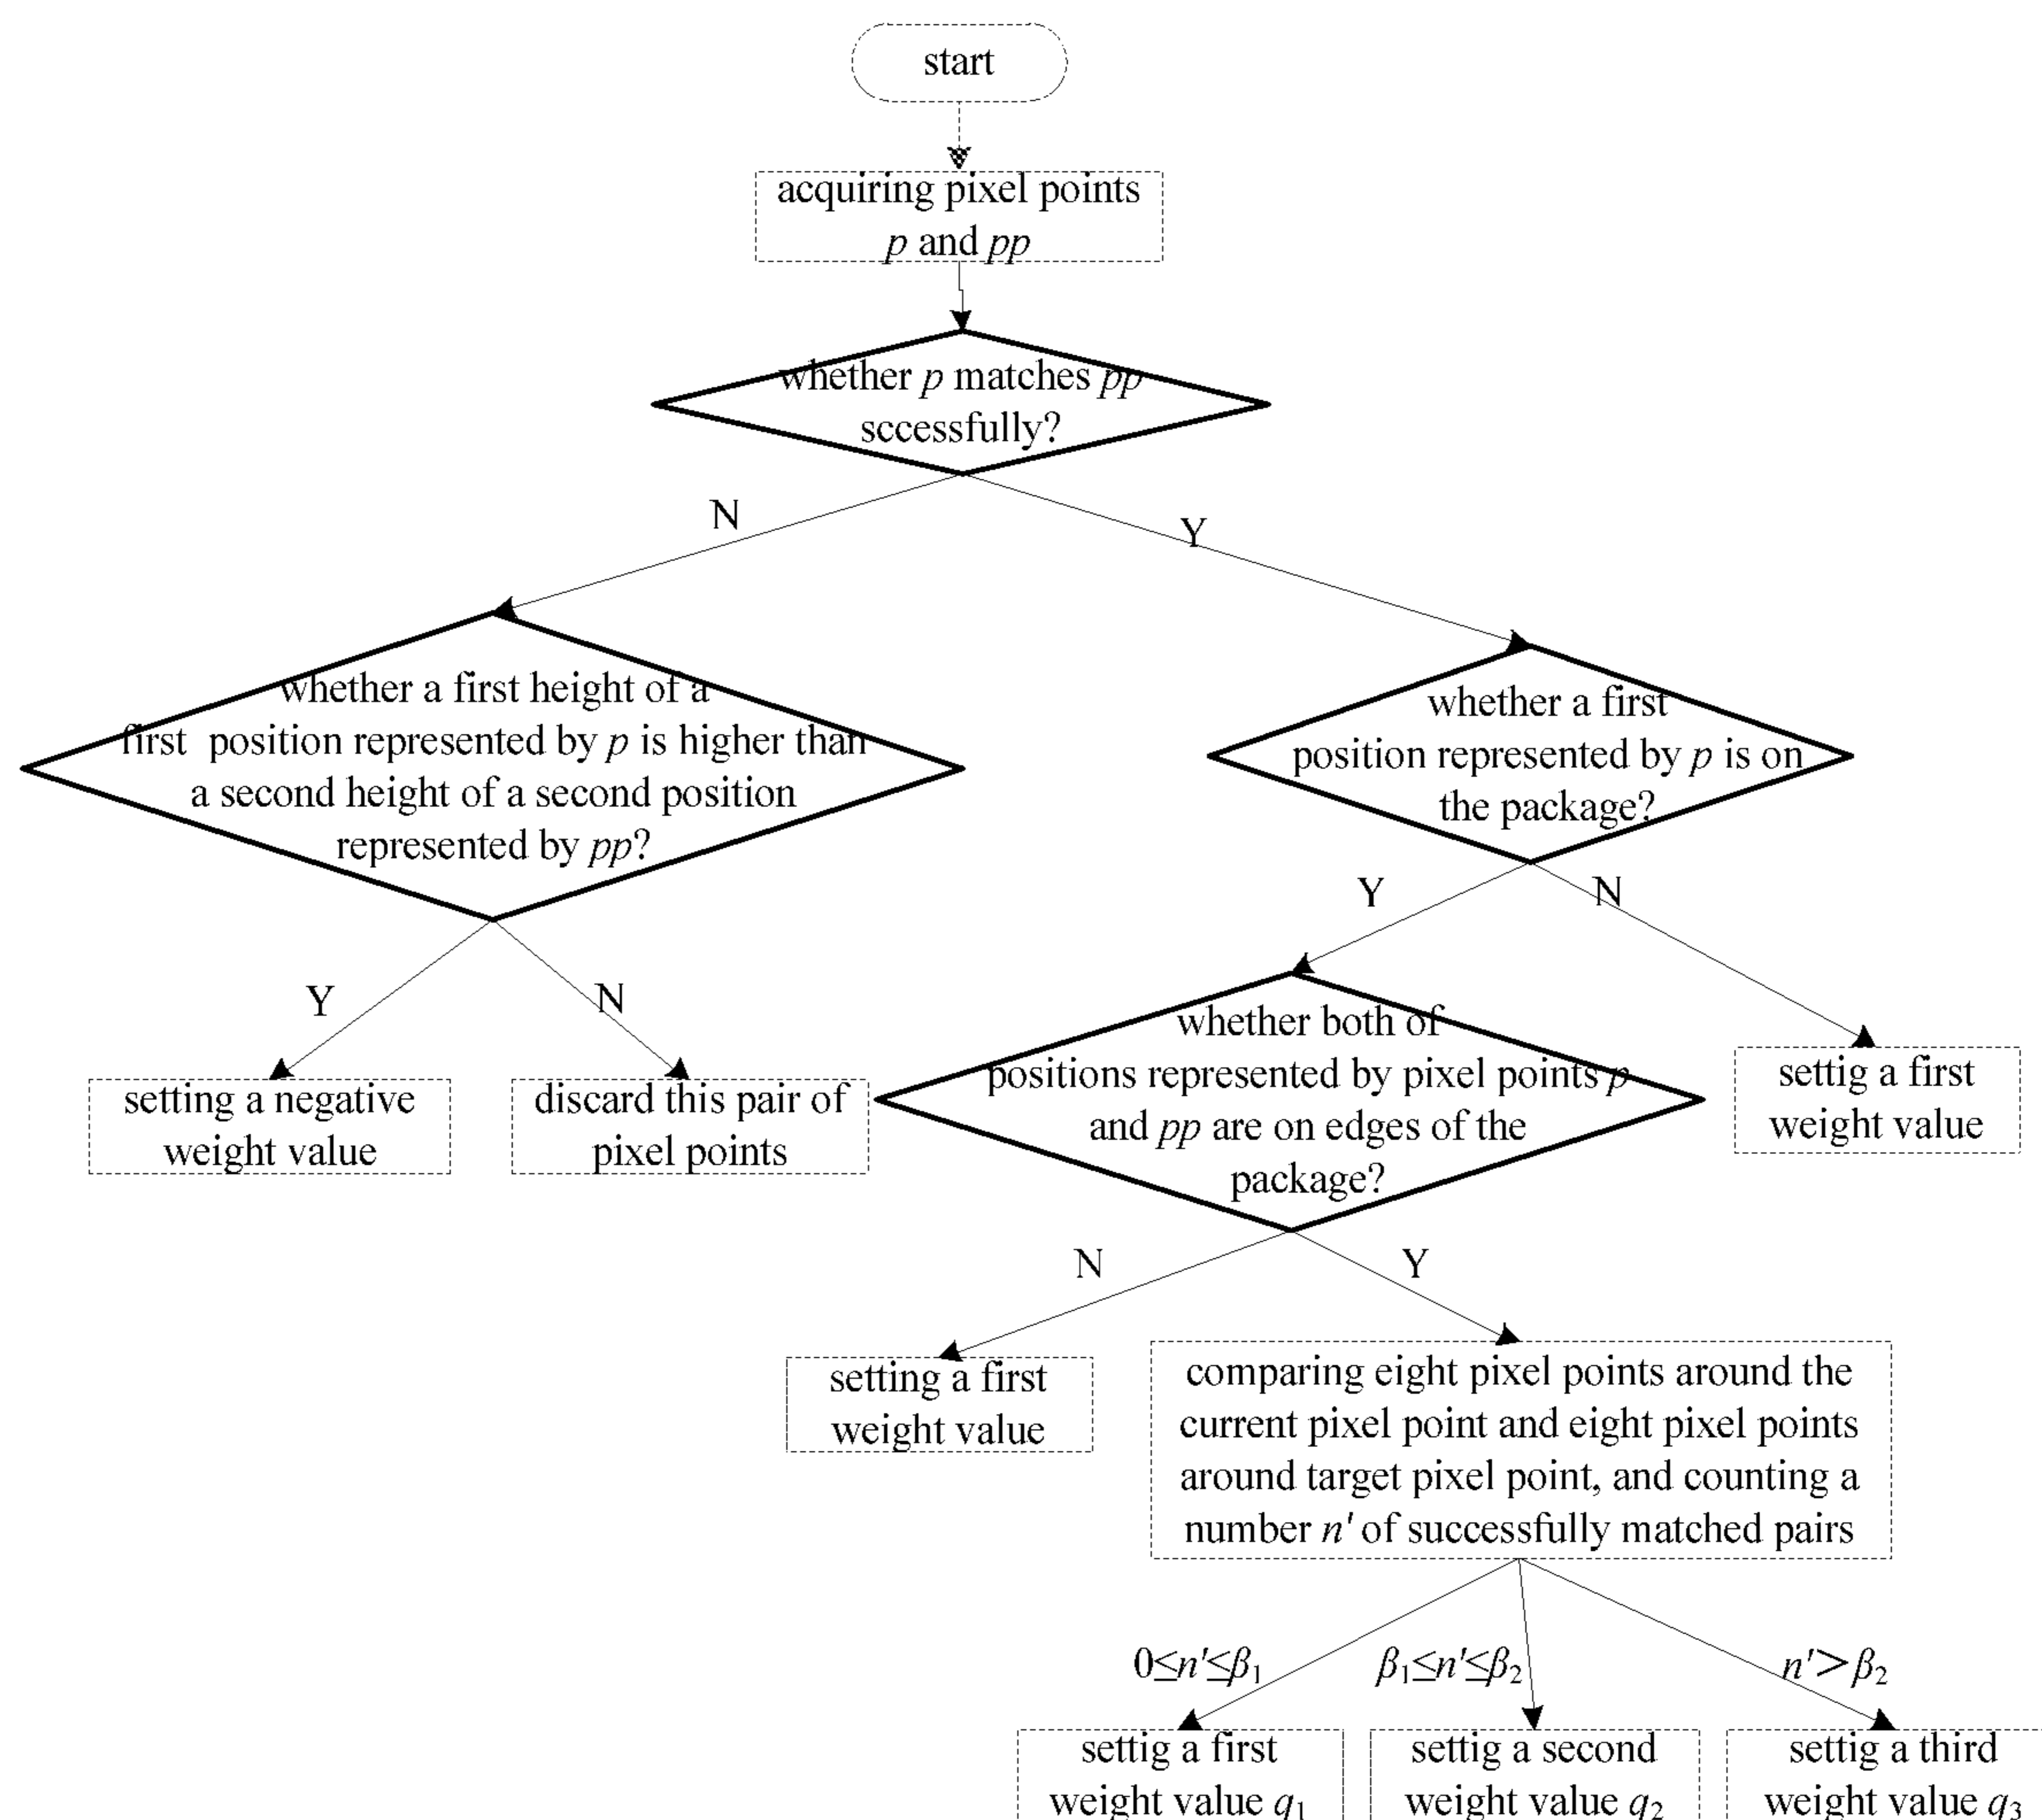 start
acquiring pixel points
p and pp
whether p matches pp
sccessfully?
N
Y
whether a first height of a
first position represented by p is higher than
a second height of a second position
represented by pp?
whether a first
position represented by p is on
the package?
Y
N
Y
N
setting a negative
weight value
discard this pair of
pixel points
whether both of
positions represented by pixel points p
and pp are on edges of the
package?
settig a first
weight value
N
Y
setting a first
weight value
comparing eight pixel points around the
current pixel point and eight pixel points
around target pixel point, and counting a
number n' of successfully matched pairs
0≤n'≤β₁
β₁≤n'≤β₂
n'>β₂
settig a first
weight value q₁
settig a second
weight value q₂
settig a third
weight value q₃